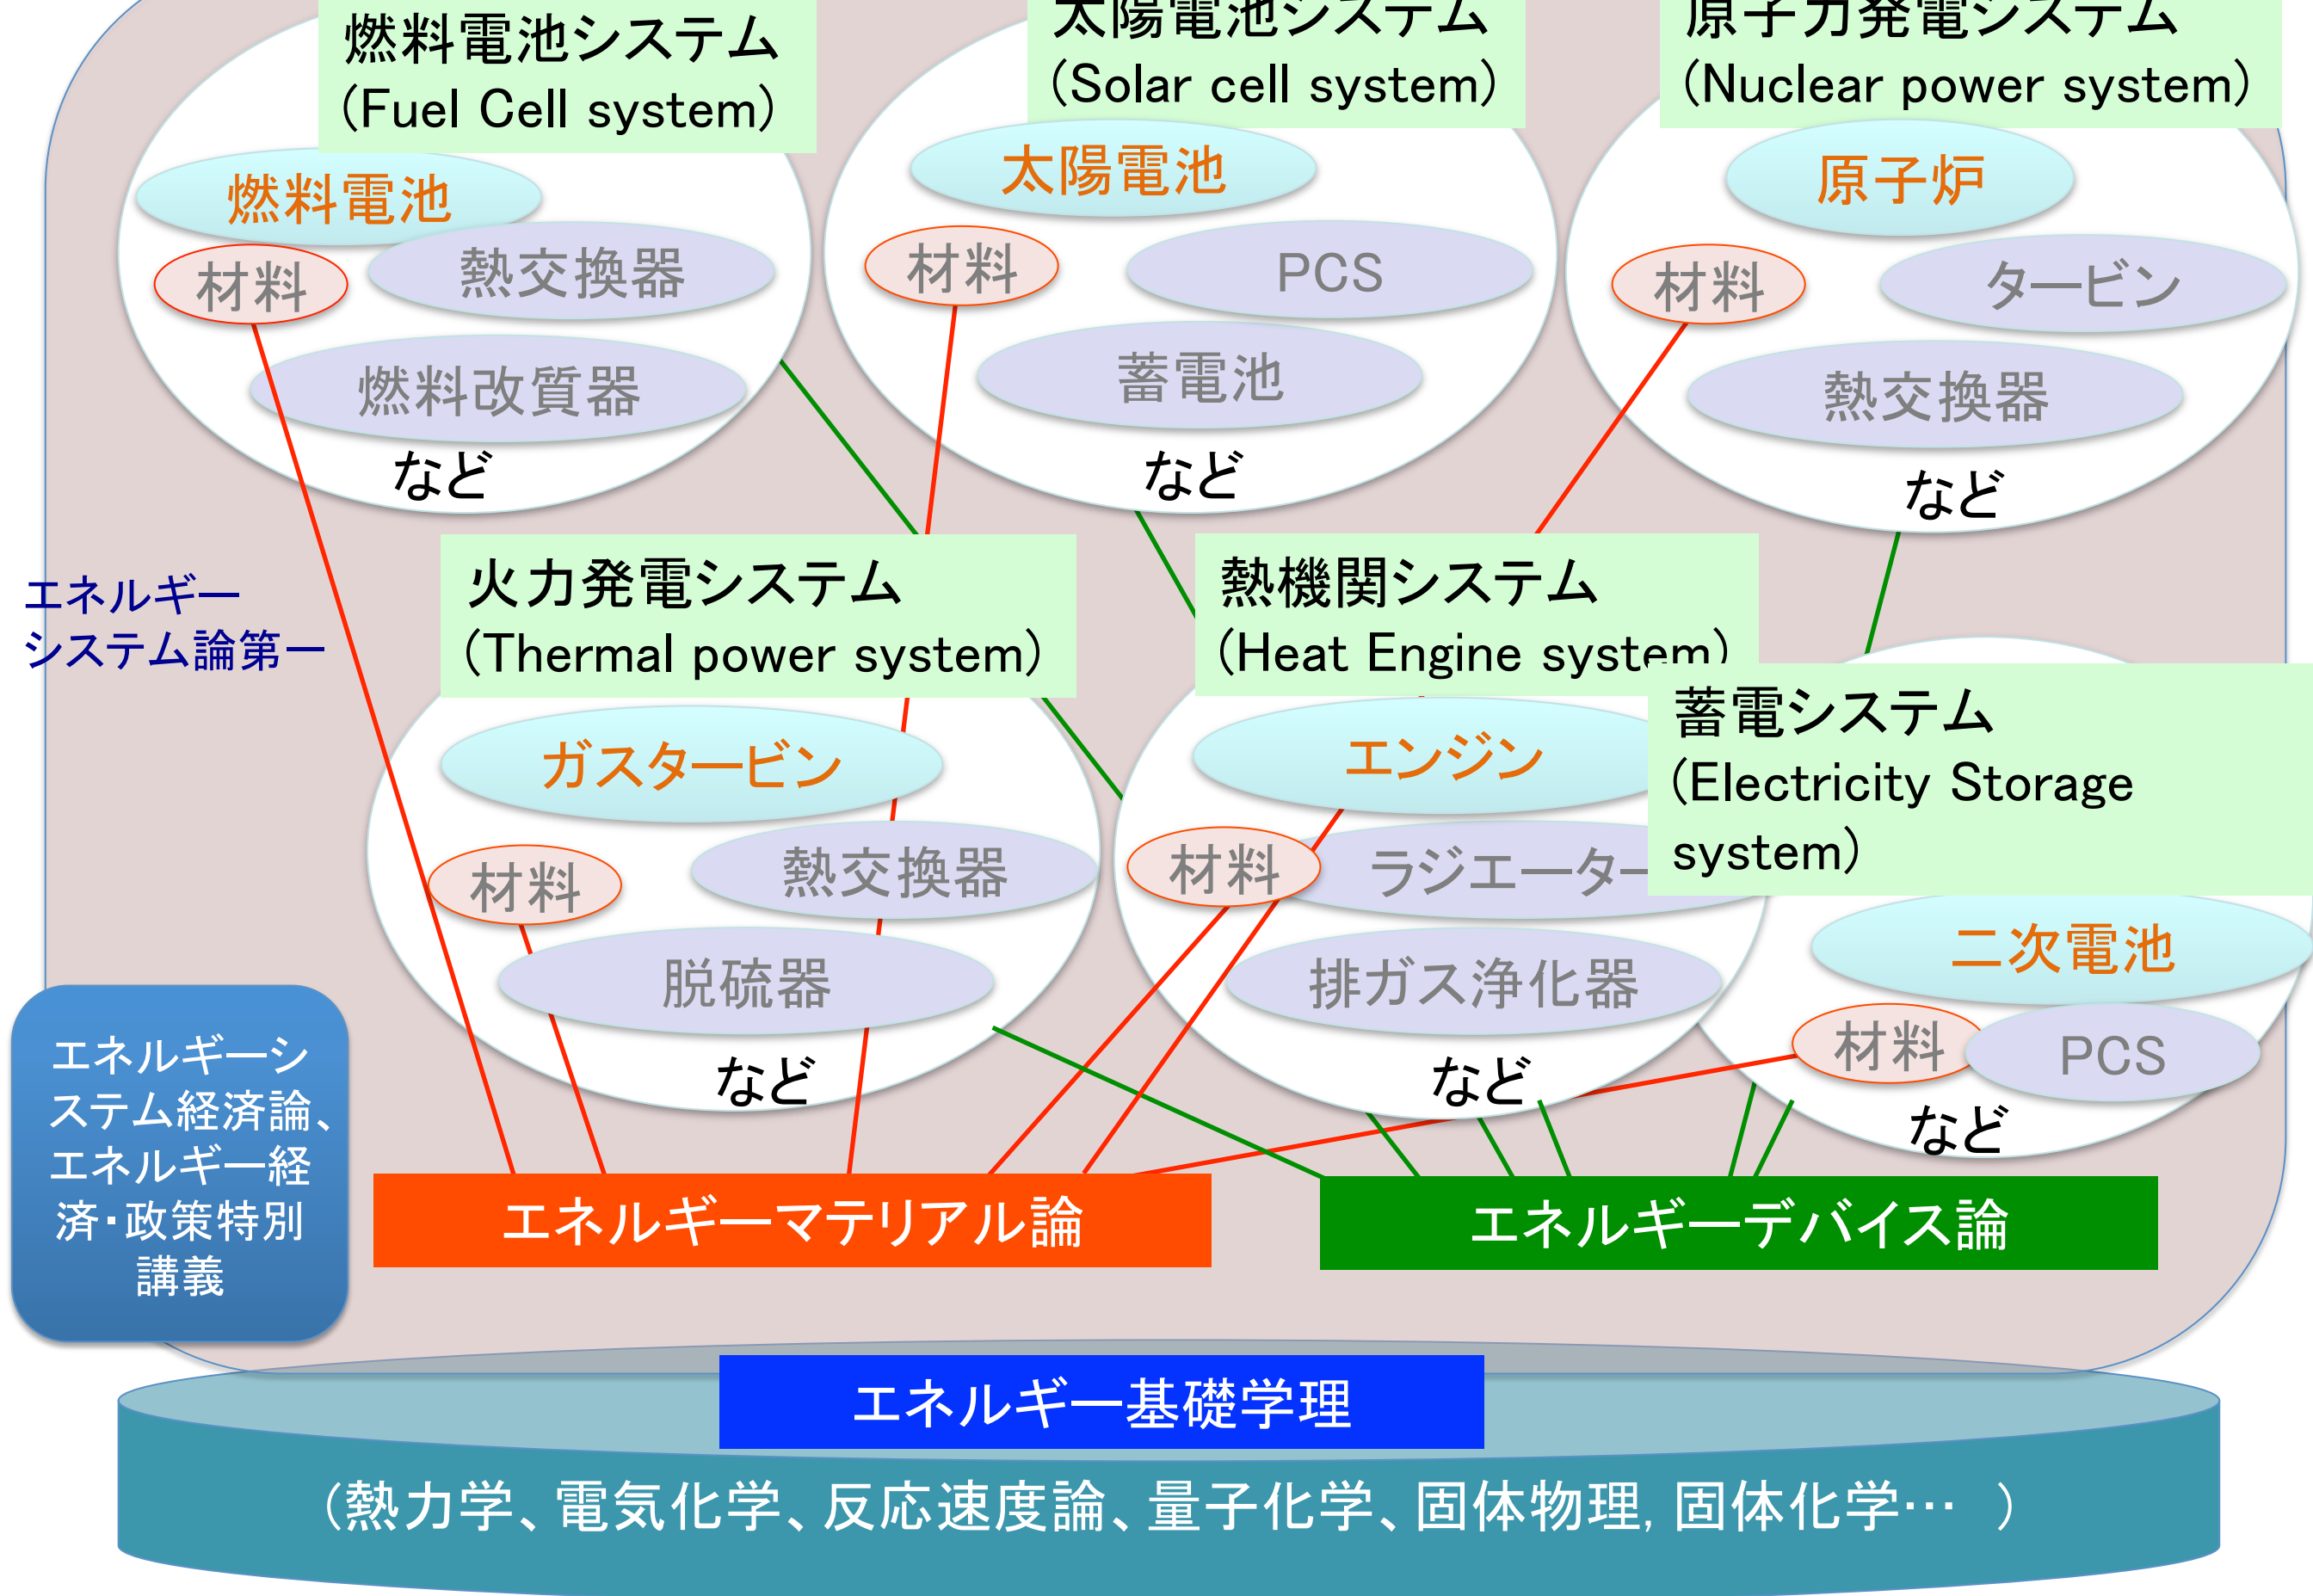 燃料電池システム
(Fuel Cell system)
燃料電池
材料
熱交換器
燃料改質器
など
太陽電池システム
(Solar cell system)
太陽電池
材料
PCS
蓄電池
など
原子力発電システム
(Nuclear power system)
原子炉
材料
タービン
熱交換器
など
エネルギー
システム論第一
火力発電システム
(Thermal power system)
ガスタービン
材料
熱交換器
脱硫器
など
熱機関システム
(Heat Engine system)
エンジン
材料
ラジエーター
排ガス浄化器
など
蓄電システム
(Electricity Storage
system)
二次電池
材料
PCS
など
エネルギーシ
ステム経済論、
エネルギー経
済・政策特別
講義
エネルギーマテリアル論
エネルギーデバイス論
エネルギー基礎学理
(熱力学、電気化学、反応速度論、量子化学、固体物理, 固体化学… )